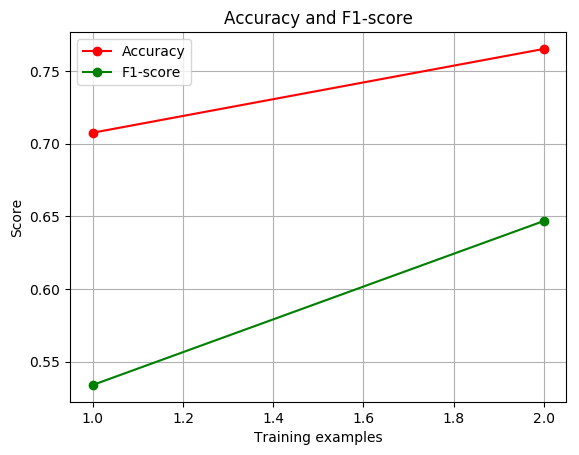 Accuracy and F1-score
Accuracy
F1-score
0.75
0.70
0.65
0.60
0.55
Score
1.0 1.2 1.4 1.6 1.8 2.0
Training examples